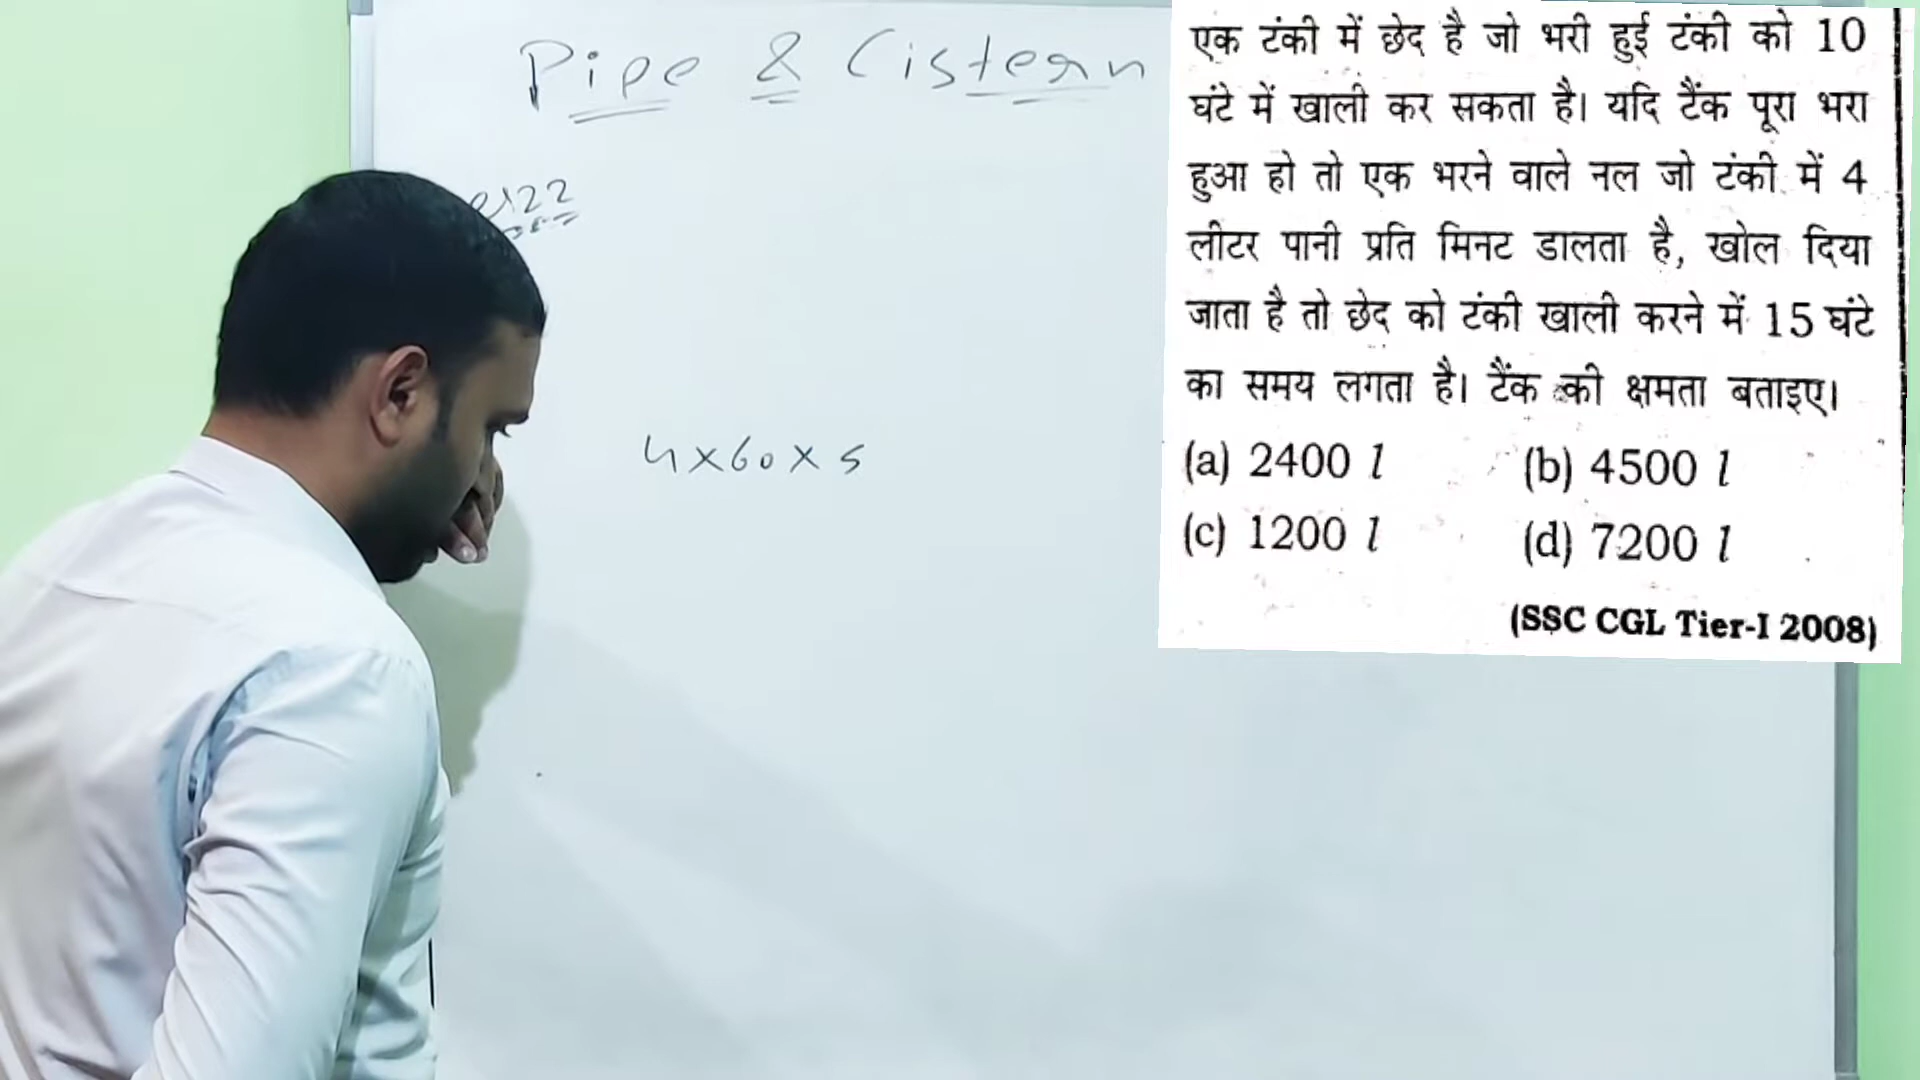 Pipe & Cistern
22
4×60×5
एक टंकी में छेद है जो भरी हुई टंकी को 10
घंटे में खाली कर सकता है। यदि टैंक पूरा भरा
हुआ हो तो एक भरने वाले नल जो टंकी में 4
लीटर पानी प्रति मिनट डालता है, खोल दिया
जाता है तो छेद को टंकी खाली करने में 15 घंटे
का समय लगता है। टैंक की क्षमता बताइए।
(a) 2400 l (b) 4500 l
(c) 1200 l (d) 7200 l
(SSC CGL Tier-I 2008)